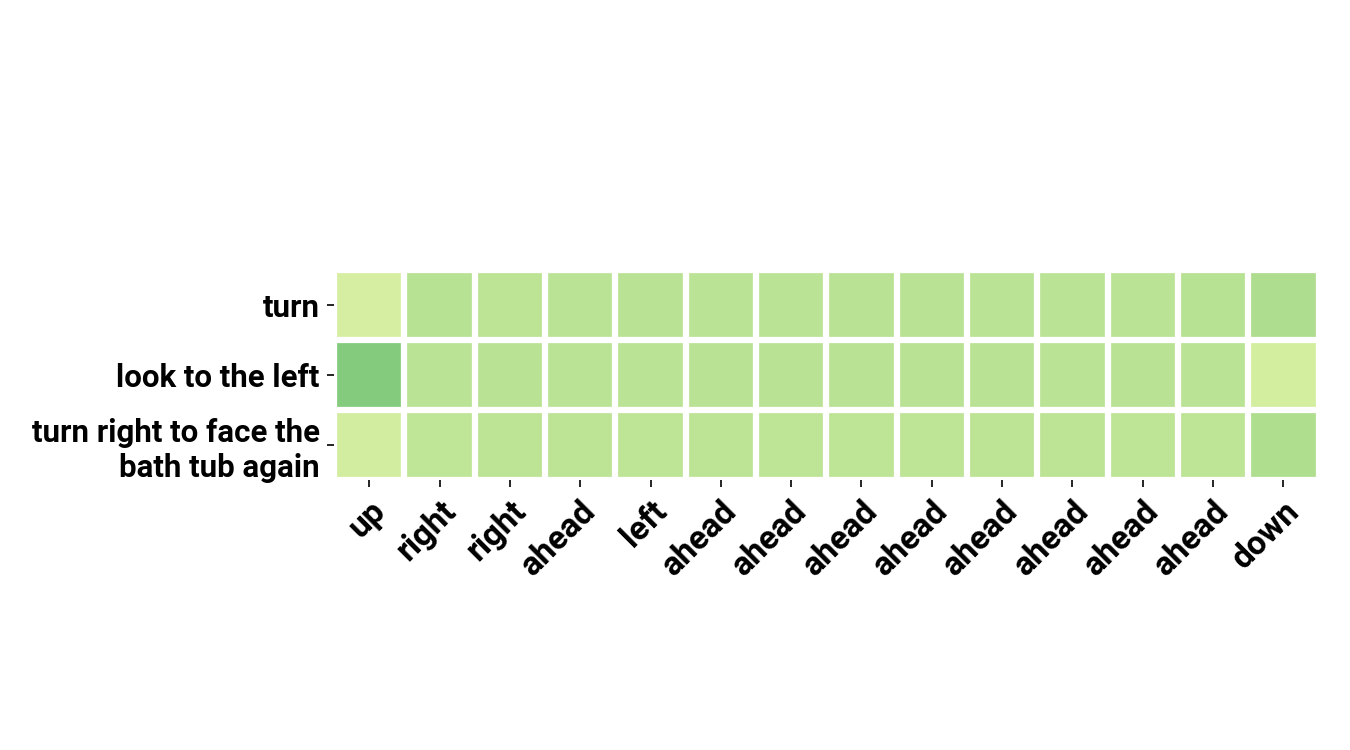 turn
look to the left
turn right to face the
bath tub again
up
right
right
ahead
left
ahead
ahead
ahead
ahead
ahead
ahead
ahead
ahead
down